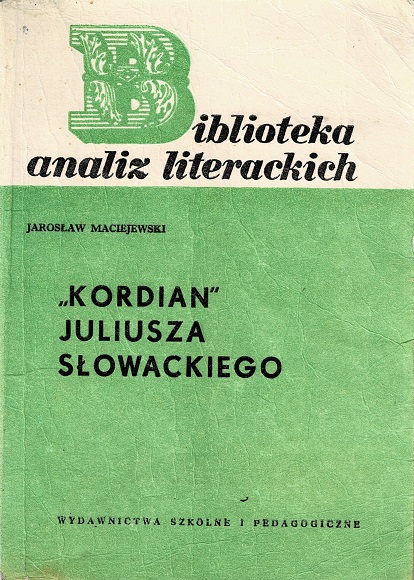 Biblioteka
analiz literackich
JAROSŁAW MACIEJEWSKI
„KORDIAN”
JULIUSZA
SŁOWACKIEGO
WYDAWNICTWA SZKOLNE I PEDAGOGICZNE